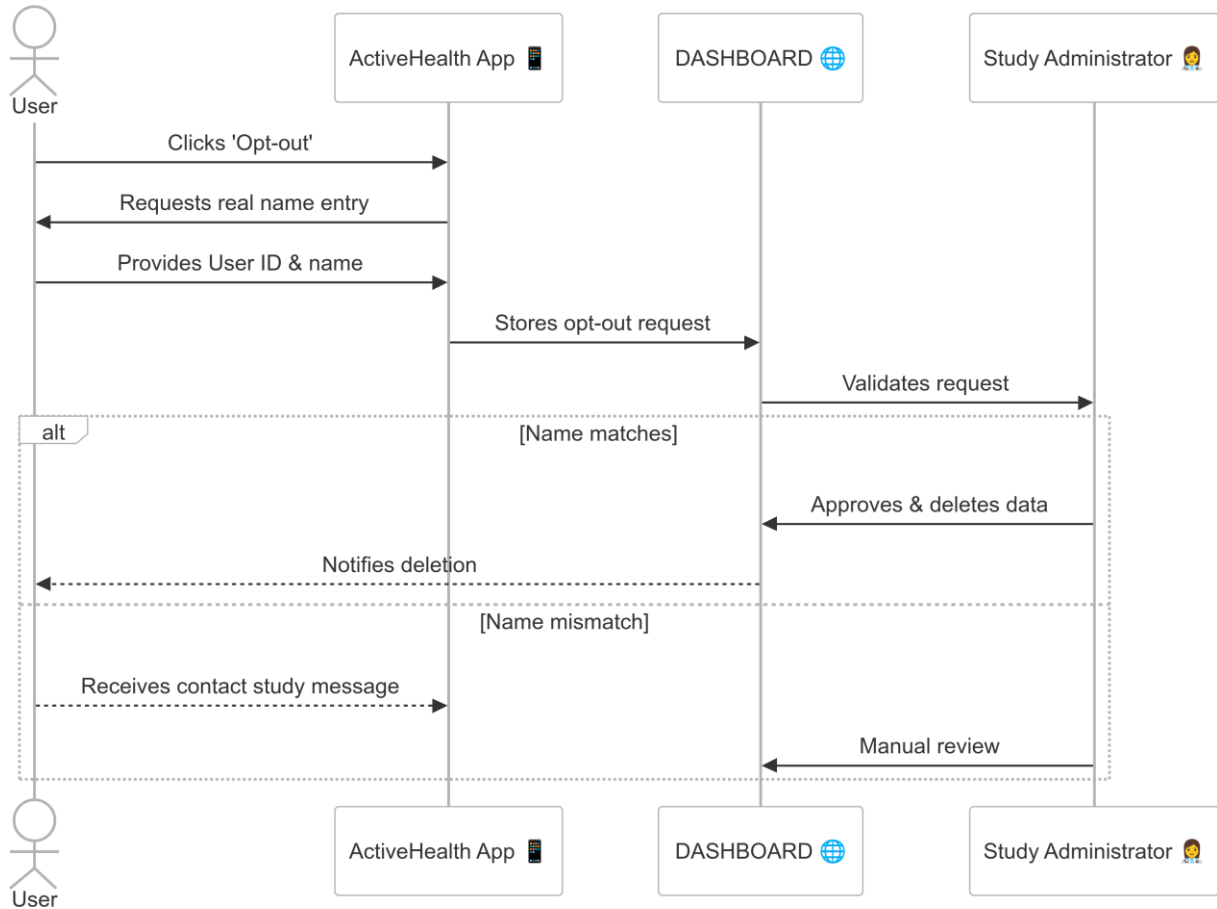 User
ActiveHealth App 📱
DASHBOARD 🌐
Study Administrator 👩‍⚕️
Clicks 'Opt-out'
Requests real name entry
Provides User ID & name
Stores opt-out request
Validates request
alt
[Name matches]
Approves & deletes data
Notifies deletion
[Name mismatch]
Receives contact study message
Manual review
User
ActiveHealth App 📱
DASHBOARD 🌐
Study Administrator 👩‍⚕️